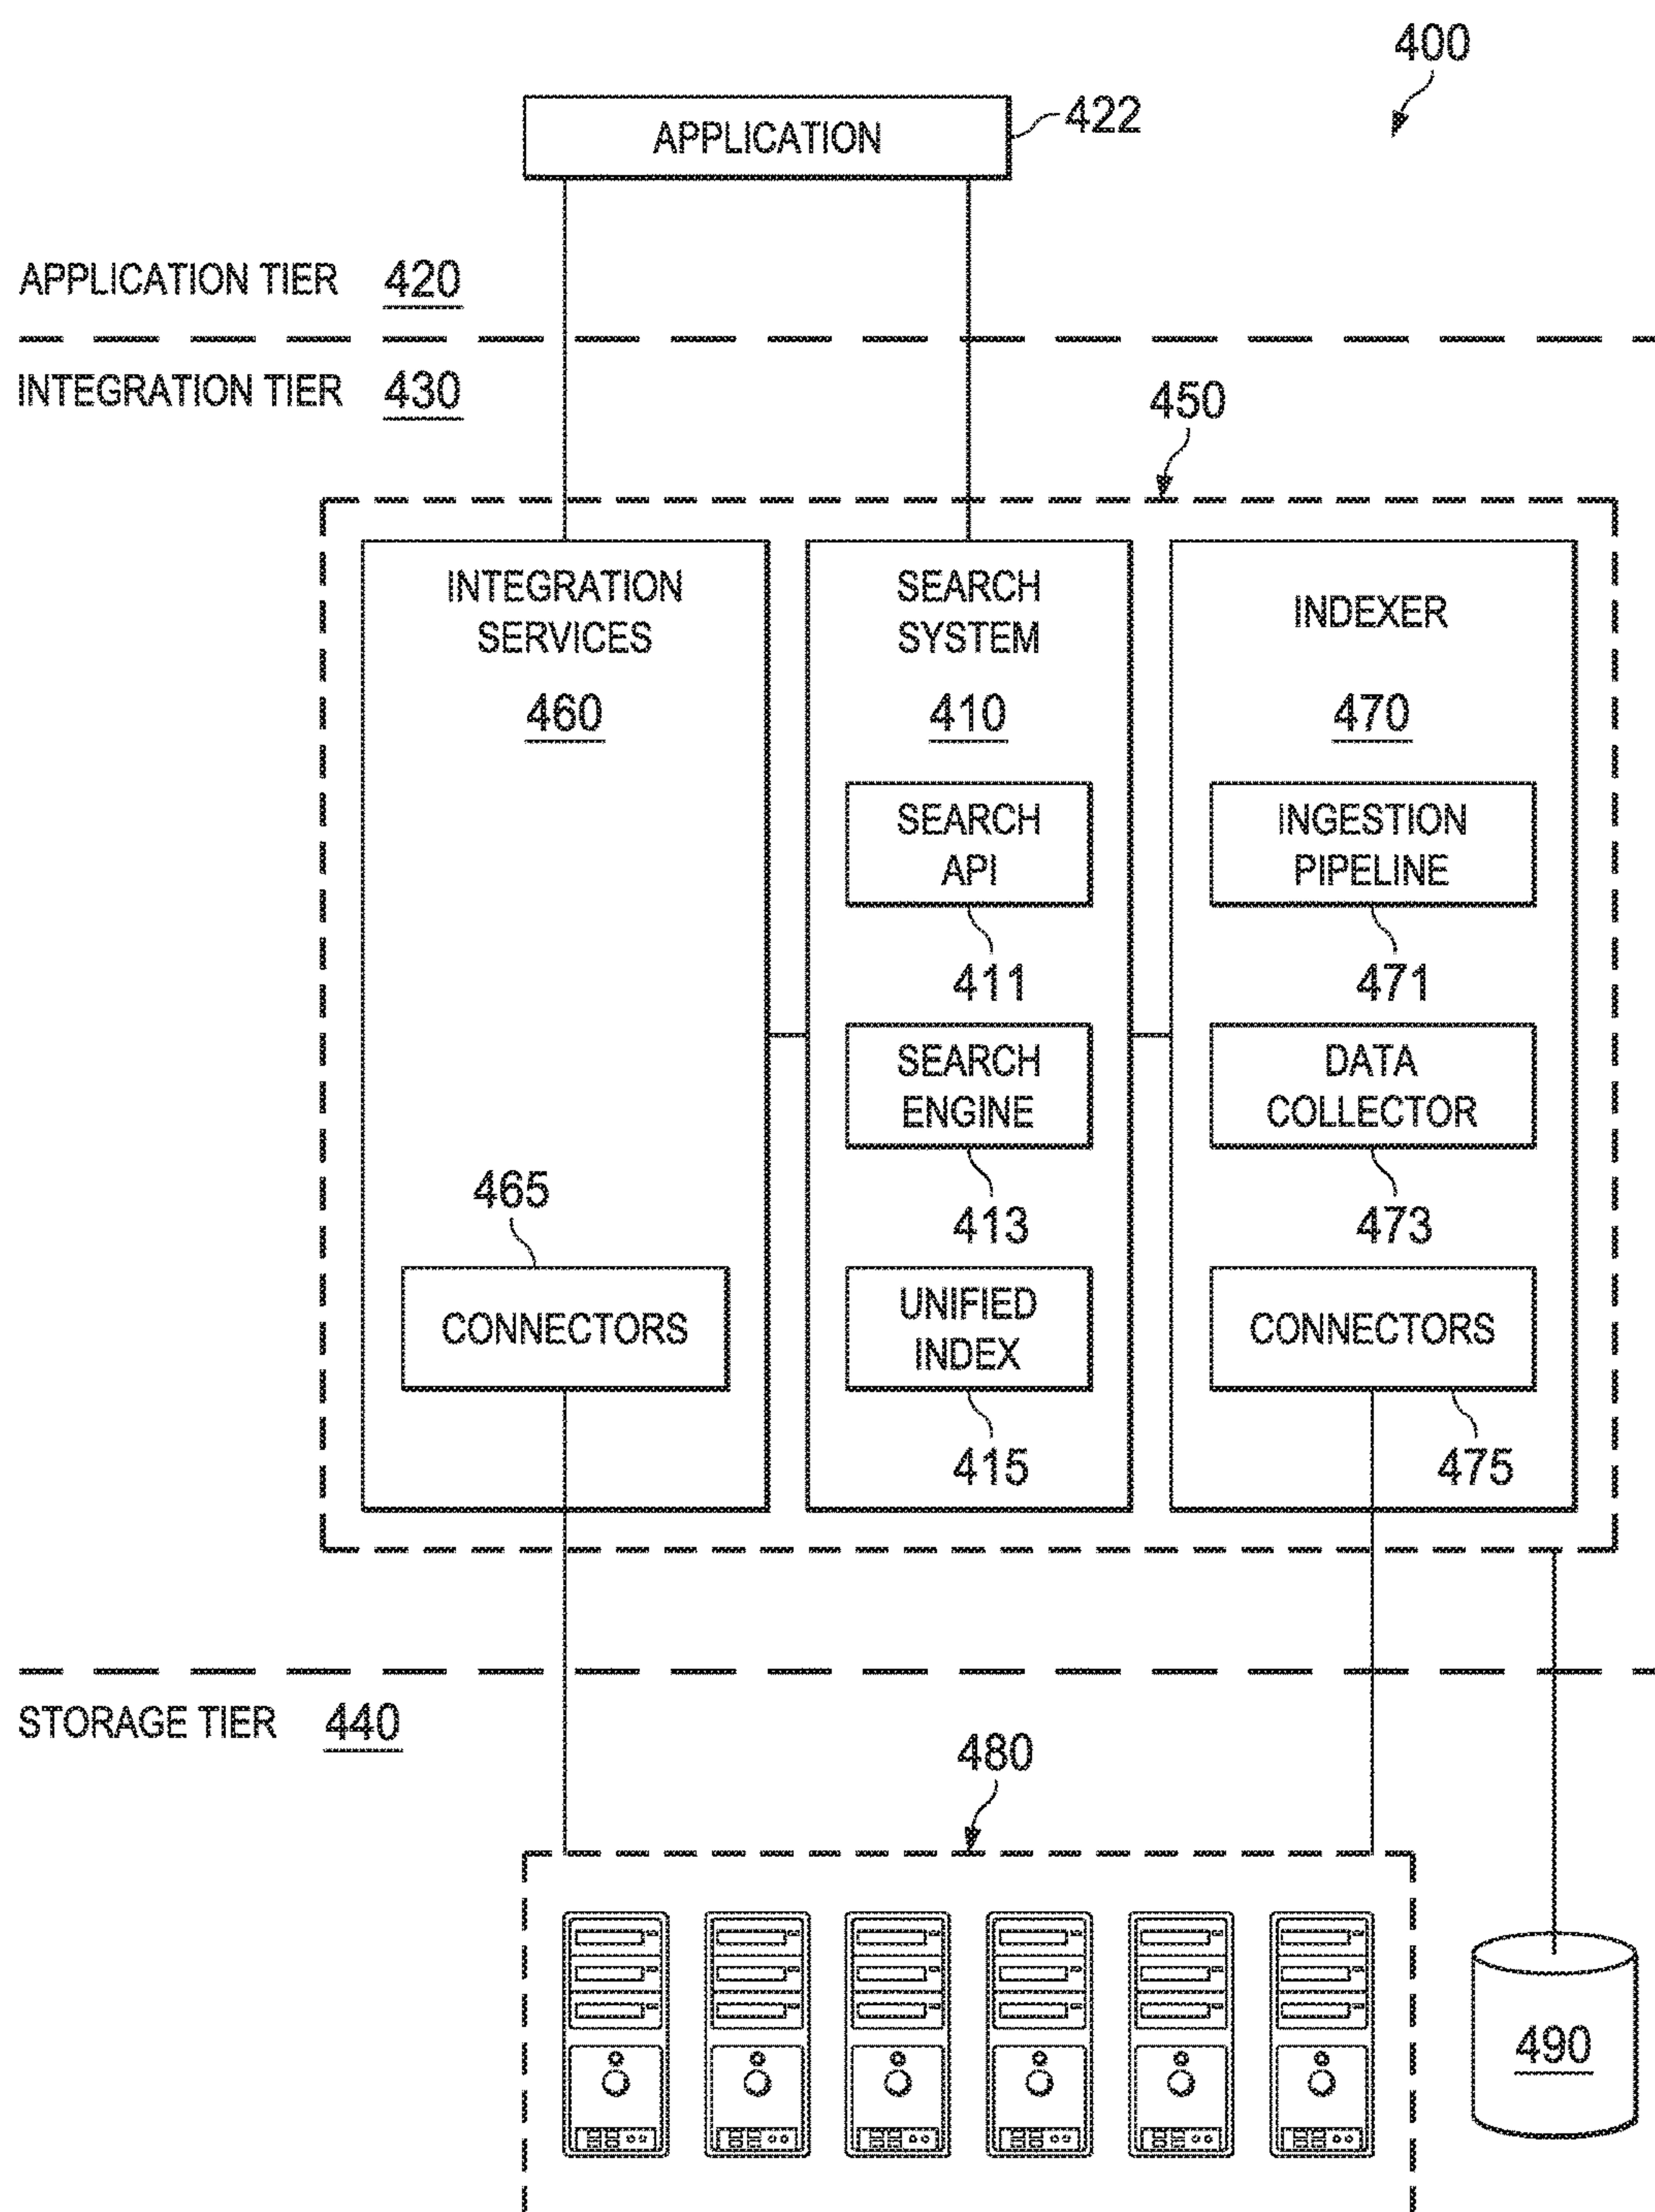 400
APPLICATION
422
APPLICATION TIER 420
INTEGRATION TIER 430
450
INTEGRATION
SERVICES
460
SEARCH
SYSTEM
410
INDEXER
470
SEARCH
API
411
INGESTION
PIPELINE
471
SEARCH
ENGINE
413
DATA
COLLECTOR
473
465
CONNECTORS
UNIFIED
INDEX
415
CONNECTORS
475
STORAGE TIER 440
480
490